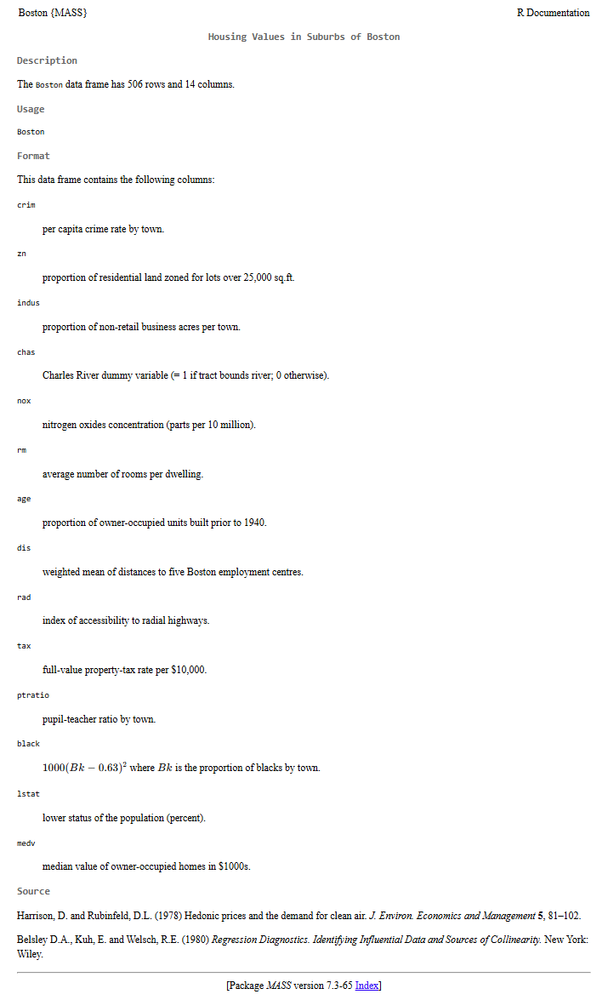 Boston {MASS} R Documentation
Housing Values in Suburbs of Boston
Description
The Boston data frame has 506 rows and 14 columns.
Usage
Boston
Format
This data frame contains the following columns:
crim
per capita crime rate by town.
zn
proportion of residential land zoned for lots over 25,000 sq.ft.
indus
proportion of non-retail business acres per town.
chas
Charles River dummy variable (= 1 if tract bounds river; 0 otherwise).
nox
nitrogen oxides concentration (parts per 10 million).
rm
average number of rooms per dwelling.
age
proportion of owner-occupied units built prior to 1940.
dis
weighted mean of distances to five Boston employment centres.
rad
index of accessibility to radial highways.
tax
full-value property-tax rate per $10,000.
ptratio
pupil-teacher ratio by town.
black
1000(Bk − 0.63)² where Bk is the proportion of blacks by town.
lstat
lower status of the population (percent).
medv
median value of owner-occupied homes in $1000s.
Source
Harrison, D. and Rubinfeld, D.L. (1978) Hedonic prices and the demand for clean air. J. Environ. Economics and Management 5, 81–102.
Belsley D.A., Kuh, E. and Welsch, R.E. (1980) Regression Diagnostics. Identifying Influential Data and Sources of Collinearity. New York:
Wiley.
[Package MASS version 7.3-65 Index]